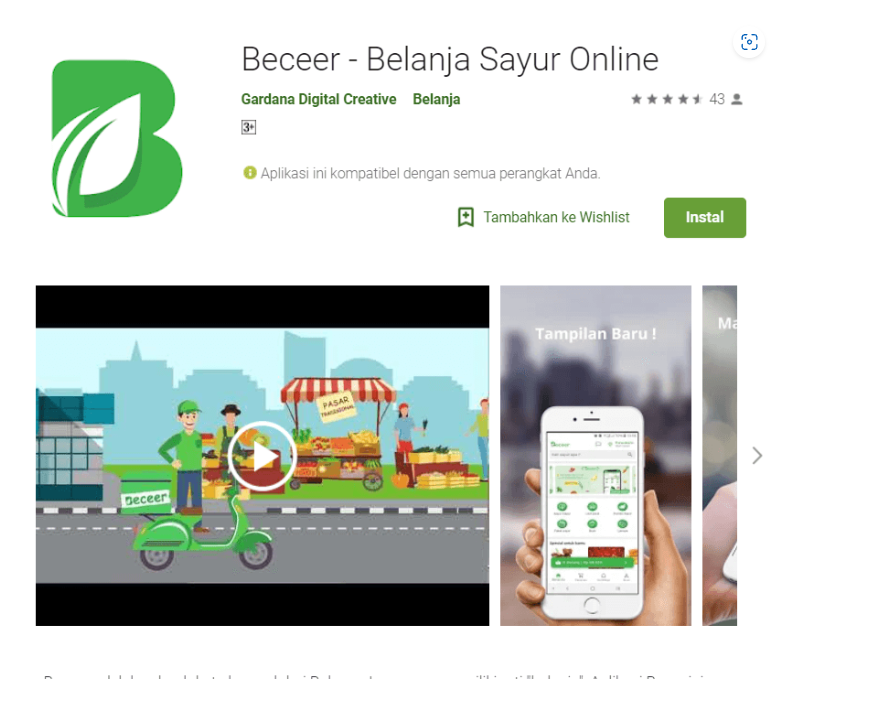 Beceer - Belanja Sayur Online
Gardana Digital Creative Belanja
43
3+
Aplikasi ini kompatibel dengan semua perangkat Anda.
Tambahkan ke Wishlist
Instal
PASAR
TRADISIONAL
Beceer
Tampilan Baru !
Beceer
Ma